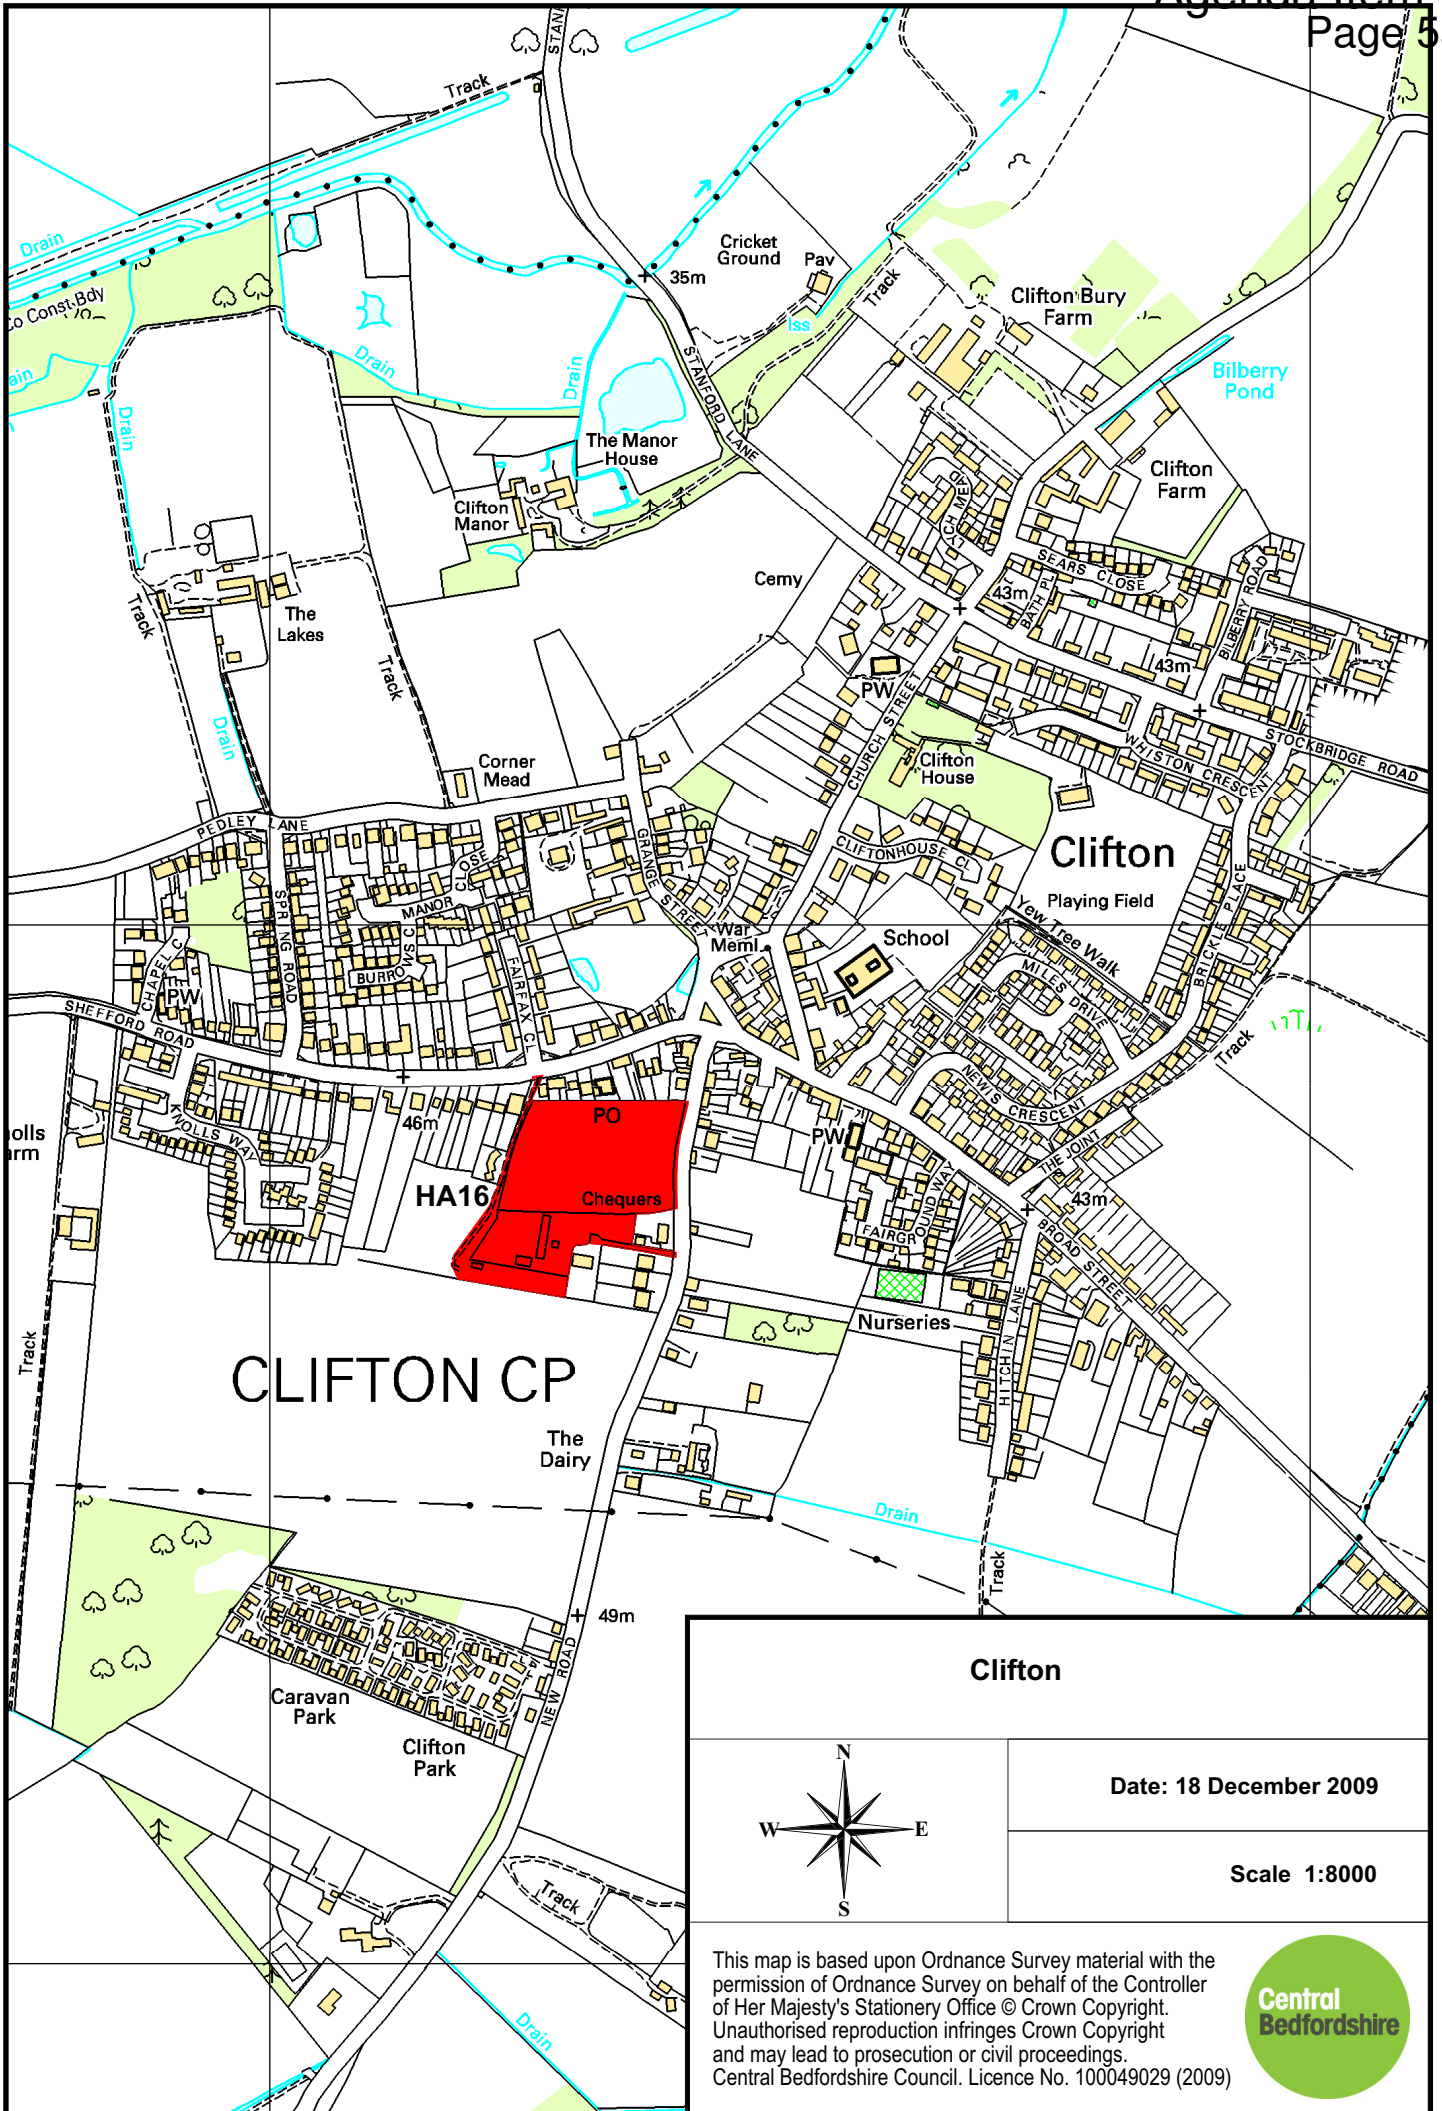 Page 5
STAN
Track
Drain
Co Const Bdy
35m
Cricket
Ground
Pav
Track
Iss
Clifton Bury
Farm
Bilberry
Pond
Drain
Drain
Drain
STANFORD LANE
The Manor
House
Clifton
Manor
Clifton
Farm
LYCH MEAD
SEARS CLOSE
43m
BATH PL
BILBERRY ROAD
43m
Cemy
The
Lakes
Track
Track
Drain
PW
CHURCH STREET
Clifton
House
WHISTON CRESCENT
STOCKBRIDGE ROAD
Corner
Mead
PEDLEY LANE
GRANGE STREET
CLIFTONHOUSE CL
Clifton
Playing Field
SPRING ROAD
MANOR CLOSE
BURROWS C
FAIRFAX C
War
Meml
School
Yew Tree Walk
MILES DRIVE
BRICKLE PLACE
CHAPEL C
PW
SHEFFORD ROAD
Track
NEWIS CRESCENT
KNOLLS WAY
46m
PO
PW
THE JOINT
43m
HA16
Chequers
FAIRGROUND WAY
BROAD STREET
HITCHIN LANE
Nurseries
Track
CLIFTON CP
The
Dairy
Drain
Track
49m
NEW ROAD
Caravan
Park
Clifton
Park
Track
Drain
Clifton
N
W
E
S
Date: 18 December 2009
Scale 1:8000
This map is based upon Ordnance Survey material with the
permission of Ordnance Survey on behalf of the Controller
of Her Majesty's Stationery Office © Crown Copyright.
Unauthorised reproduction infringes Crown Copyright
and may lead to prosecution or civil proceedings.
Central Bedfordshire Council. Licence No. 100049029 (2009)
Central
Bedfordshire